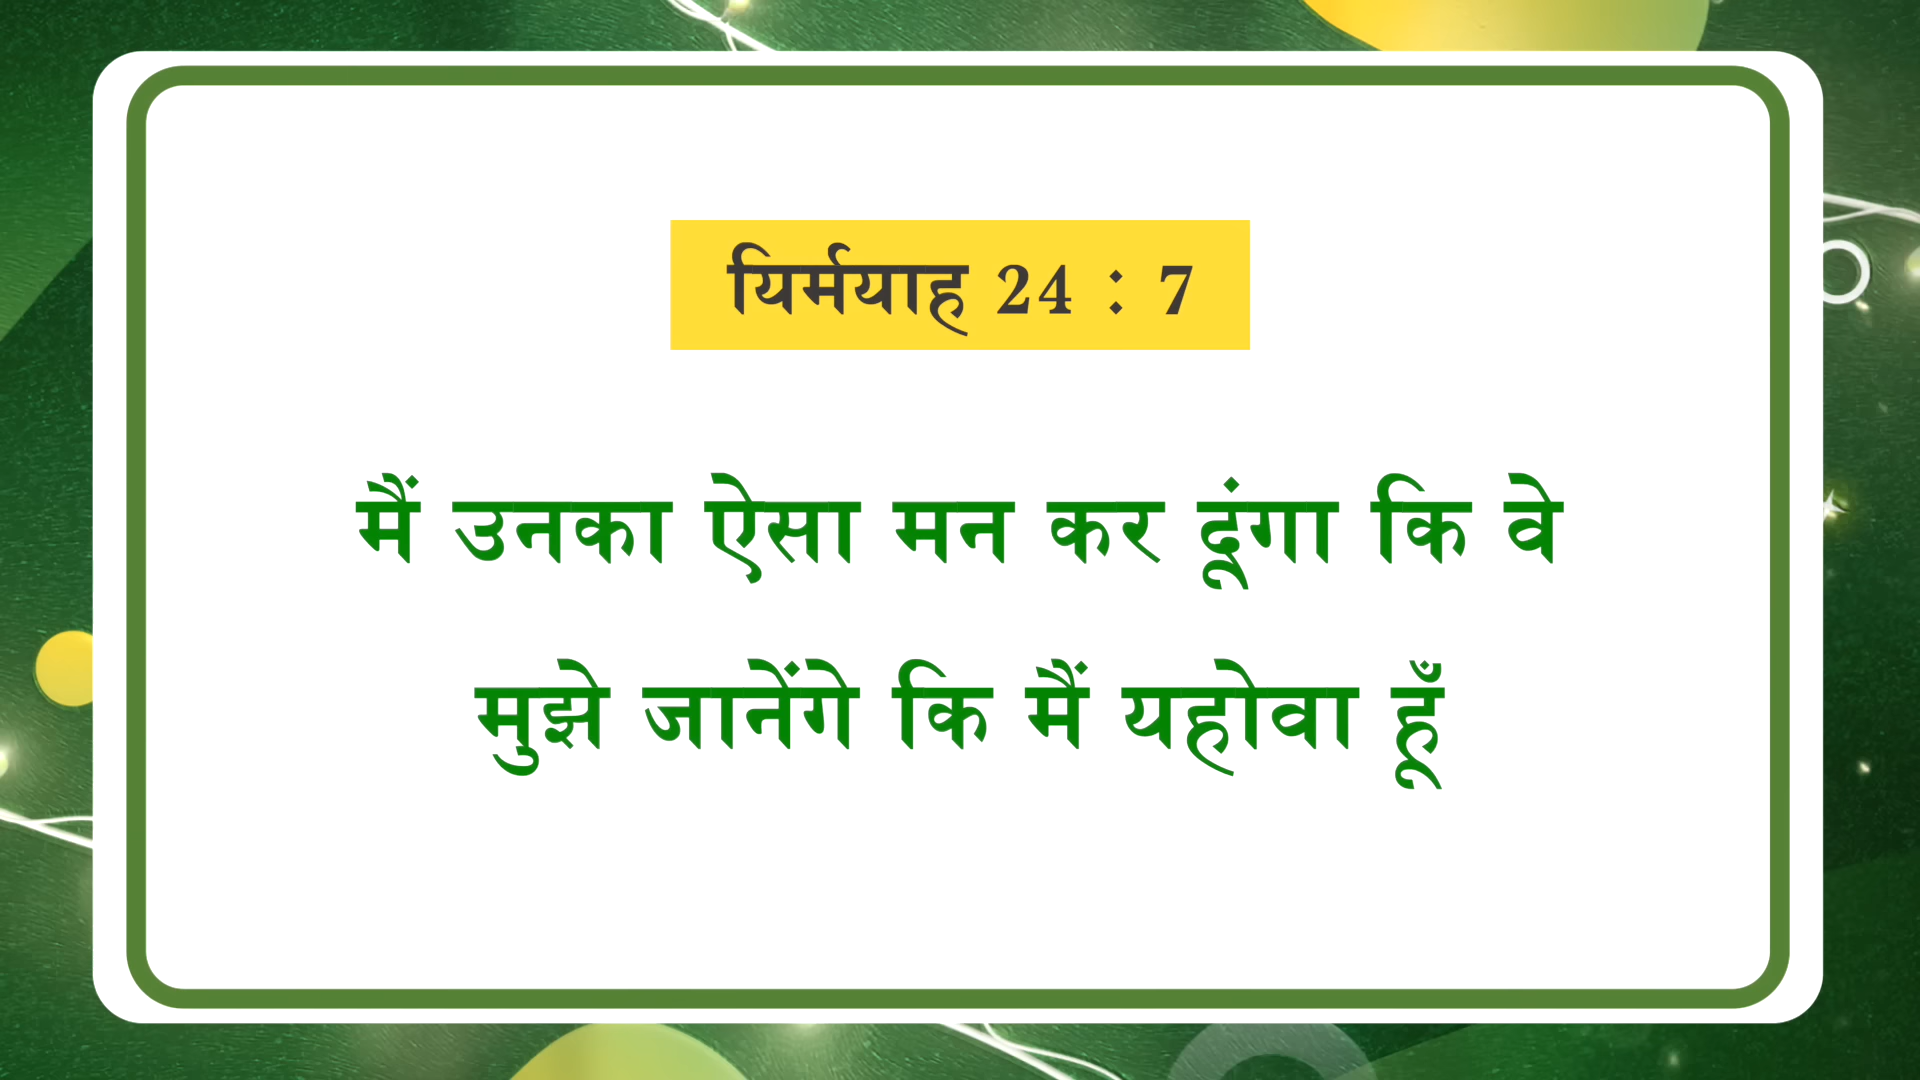 यिर्मयाह 24 : 7
मैं उनका ऐसा मन कर दूंगा कि वे
मुझे जानेंगे कि मैं यहोवा हूँ